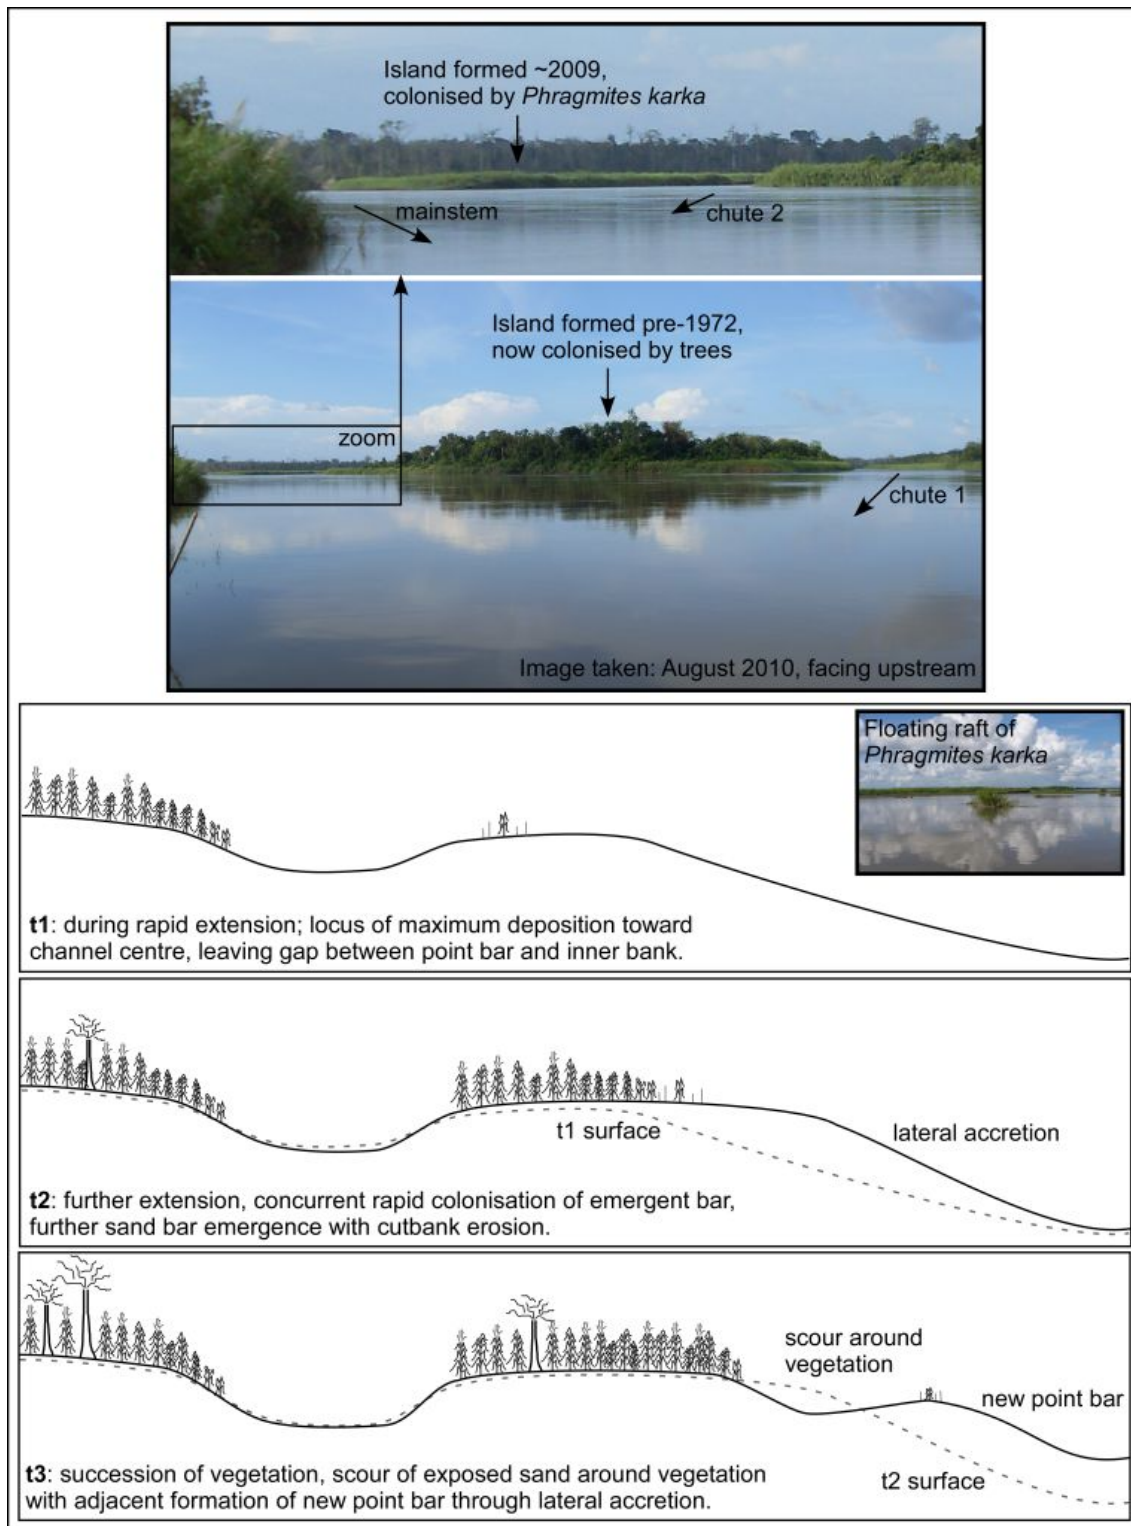 Island formed ~2009,
colonised by Phragmites karka
mainstem
chute 2
Island formed pre-1972,
now colonised by trees
zoom
chute 1
Image taken: August 2010, facing upstream
Floating raft of
Phragmites karka
t1: during rapid extension; locus of maximum deposition toward
channel centre, leaving gap between point bar and inner bank.
t1 surface
lateral accretion
t2: further extension, concurrent rapid colonisation of emergent bar,
further sand bar emergence with cutbank erosion.
scour around
vegetation
new point bar
t2 surface
t3: succession of vegetation, scour of exposed sand around vegetation
with adjacent formation of new point bar through lateral accretion.